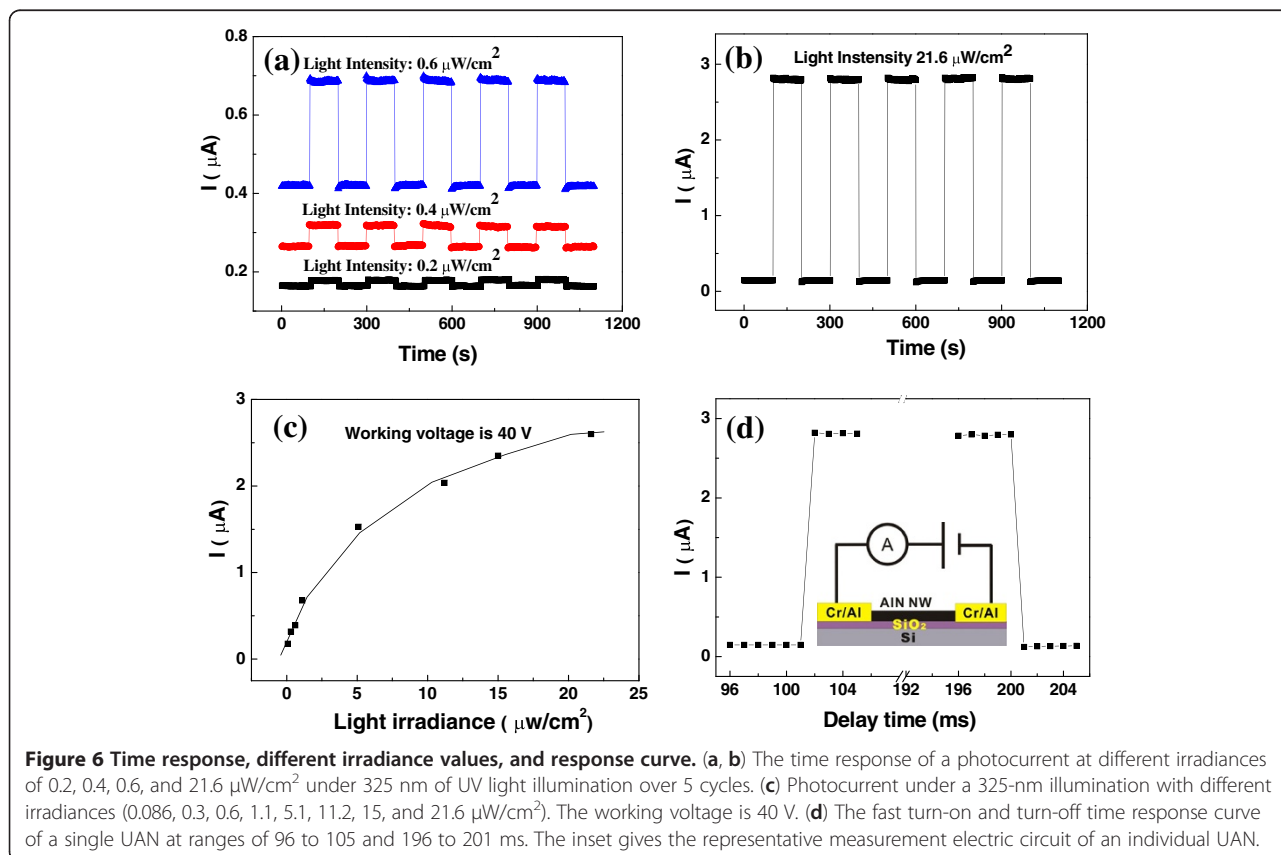 (a)
Light Intensity: 0.6 μW/cm²
Light Intensity: 0.4 μW/cm²
Light Intensity: 0.2 μW/cm²
0.8
0.6
0.4
0.2
I ( μA)
0 300 600 900 1200
Time (s)
(b)
Light Instensity 21.6 μW/cm²
3
2
1
0
I ( μA)
0 300 600 900 1200
Time (s)
(c)
Working voltage is 40 V
3
2
1
0
I ( μA)
0 5 10 15 20 25
Light irradiance ( μw/cm²)
(d)
3
2
1
0
I ( μA)
A
AlN NW
Cr/Al Cr/Al
SiO₂
Si
96 100 104 192 196 200 204
Delay time (ms)
Figure 6 Time response, different irradiance values, and response curve. (a, b) The time response of a photocurrent at different irradiances
of 0.2, 0.4, 0.6, and 21.6 μW/cm² under 325 nm of UV light illumination over 5 cycles. (c) Photocurrent under a 325-nm illumination with different
irradiances (0.086, 0.3, 0.6, 1.1, 5.1, 11.2, 15, and 21.6 μW/cm²). The working voltage is 40 V. (d) The fast turn-on and turn-off time response curve
of a single UAN at ranges of 96 to 105 and 196 to 201 ms. The inset gives the representative measurement electric circuit of an individual UAN.